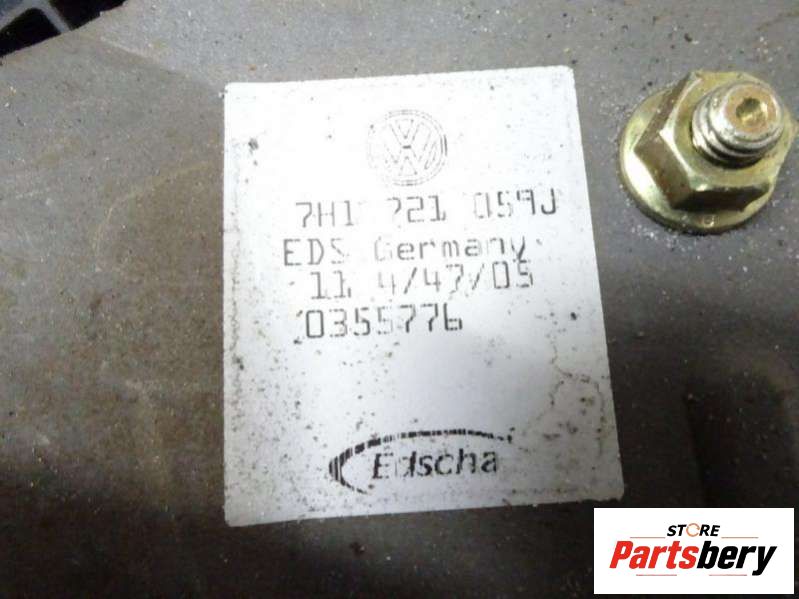 7H1 721 059J
EDS Germany
11 4/47/05
0355776
Edscha
STORE
Partsbery